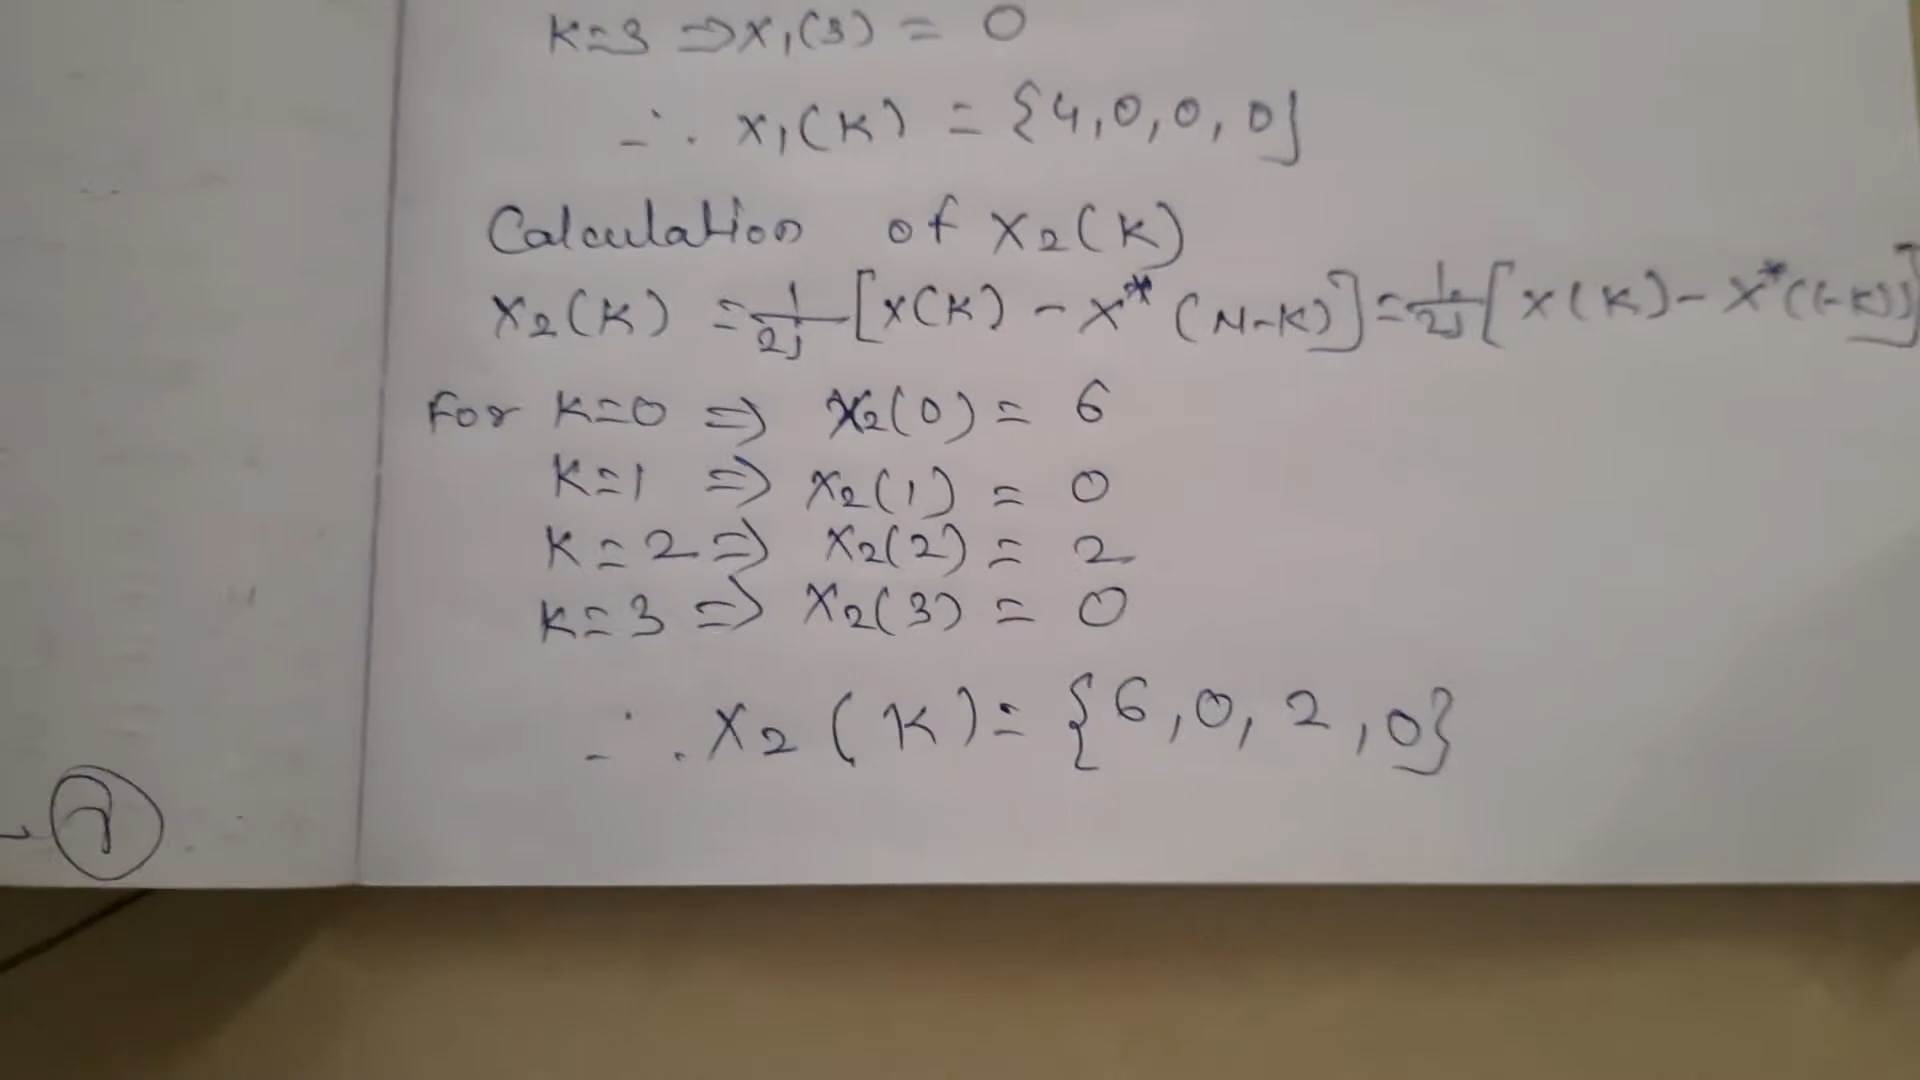 K=3 ⇒ X₁(3) = 0
∴ X₁(K) = {4,0,0,0}
Calculation of X₂(K)
X₂(K) = 1/2j [X(K) - X*(N-K)] = 1/2j [X(K) - X*((-K))]
For K=0 ⇒ X₂(0) = 6
K=1 ⇒ X₂(1) = 0
K=2 ⇒ X₂(2) = 2
K=3 ⇒ X₂(3) = 0
∴ X₂(K) = {6,0,2,0}